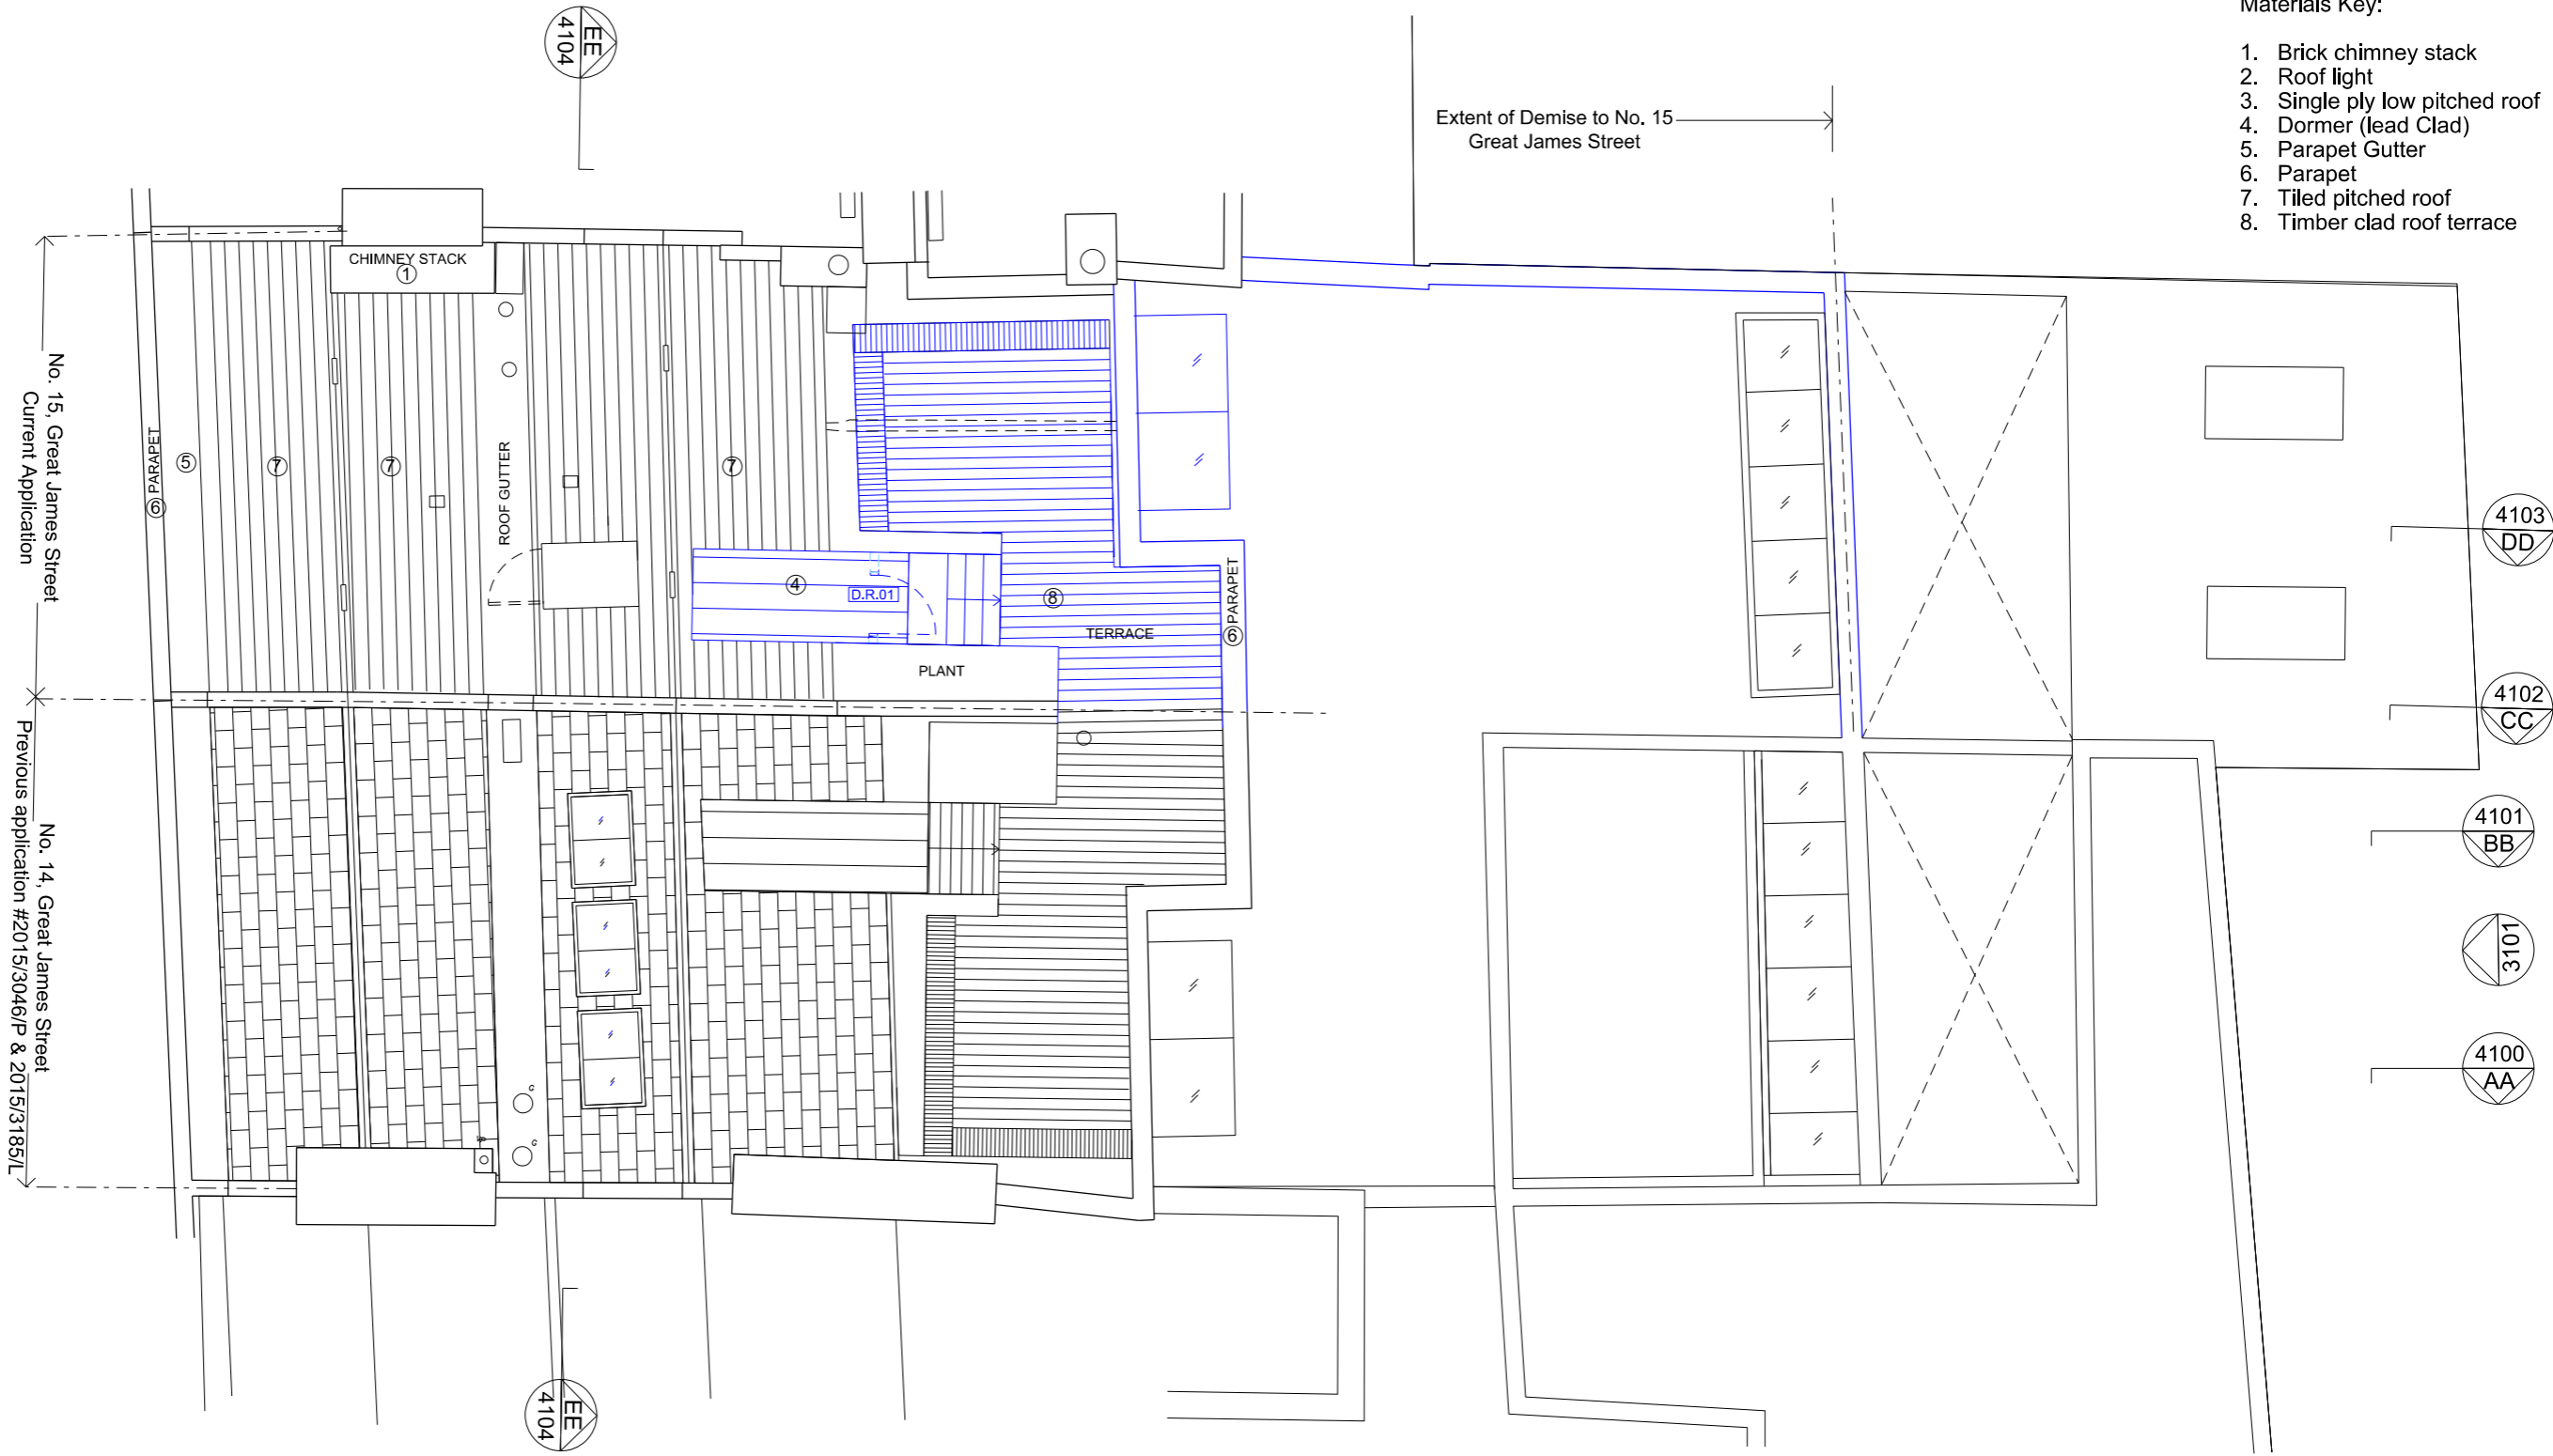 Materials Key:
1. Brick chimney stack
2. Roof light
3. Single ply low pitched roof
4. Dormer (lead Clad)
5. Parapet Gutter
6. Parapet
7. Tiled pitched roof
8. Timber clad roof terrace
EE
4104
Extent of Demise to No. 15
Great James Street
CHIMNEY STACK
1
No. 15, Great James Street
Current Application
PARAPET
6
5
7
7
ROOF GUTTER
7
4
D.R.01
8
TERRACE
PARAPET
6
PLANT
4103
DD
4102
CC
4101
BB
3101
4100
AA
No. 14, Great James Street
Previous application #2015/3046/P & 2015/3185/L
G
G
EE
4104